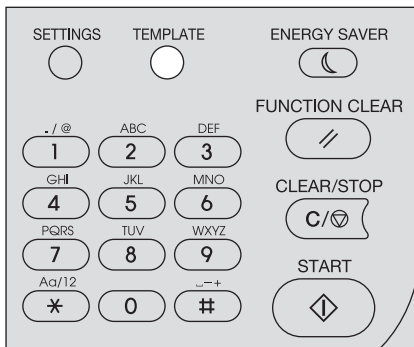 SETTINGS TEMPLATE ENERGY SAVER
FUNCTION CLEAR
./@ ABC DEF
1 2 3
GHI JKL MNO
4 5 6
CLEAR/STOP
C/
PQRS TUV WXYZ
7 8 9
START
Aa/12 _-+
* 0 #